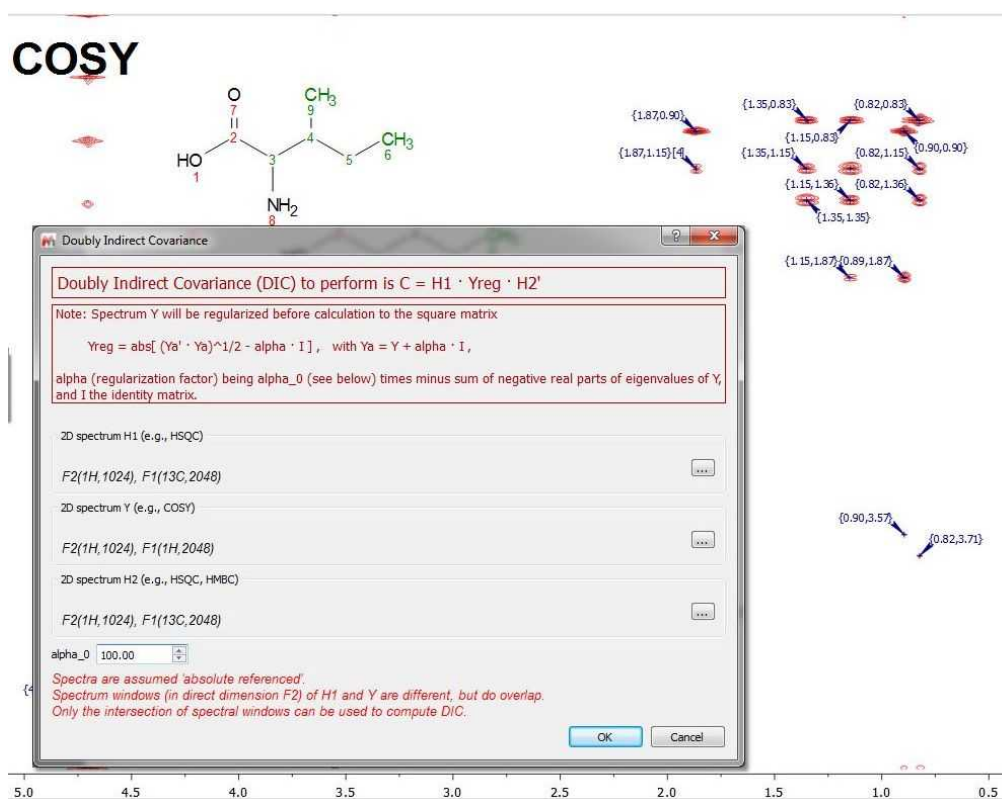 COSY
O
7
CH3
9
2
4
CH3
6
HO
1
3
5
NH2
8
{1.87,0.90}
{1.35,0.83}
{0.82,0.83}
{1.15,0.83}
{0.90,0.90}
{1.87,1.15}[4]
{1.35,1.15}
{0.82,1.15}
{1.15,1.36}
{0.82,1.36}
{1.35,1.35}
{1.15,1.87}
{0.89,1.87}
{0.90,3.57}
{0.82,3.71}
Doubly Indirect Covariance
Doubly Indirect Covariance (DIC) to perform is C = H1 · Yreg · H2'
Note: Spectrum Y will be regularized before calculation to the square matrix
Yreg = abs[ (Ya' · Ya)^1/2 - alpha · I ] , with Ya = Y + alpha · I ,
alpha (regularization factor) being alpha_0 (see below) times minus sum of negative real parts of eigenvalues of Y,
and I the identity matrix.
2D spectrum H1 (e.g., HSQC)
F2(1H,1024), F1(13C,2048)
...
2D spectrum Y (e.g., COSY)
F2(1H,1024), F1(1H,2048)
...
2D spectrum H2 (e.g., HSQC, HMBC)
F2(1H,1024), F1(13C,2048)
...
alpha_0 100.00
Spectra are assumed 'absolute referenced'.
Spectrum windows (in direct dimension F2) of H1 and Y are different, but do overlap.
Only the intersection of spectral windows can be used to compute DIC.
OK Cancel
5.0 4.5 4.0 3.5 3.0 2.5 2.0 1.5 1.0 0.5